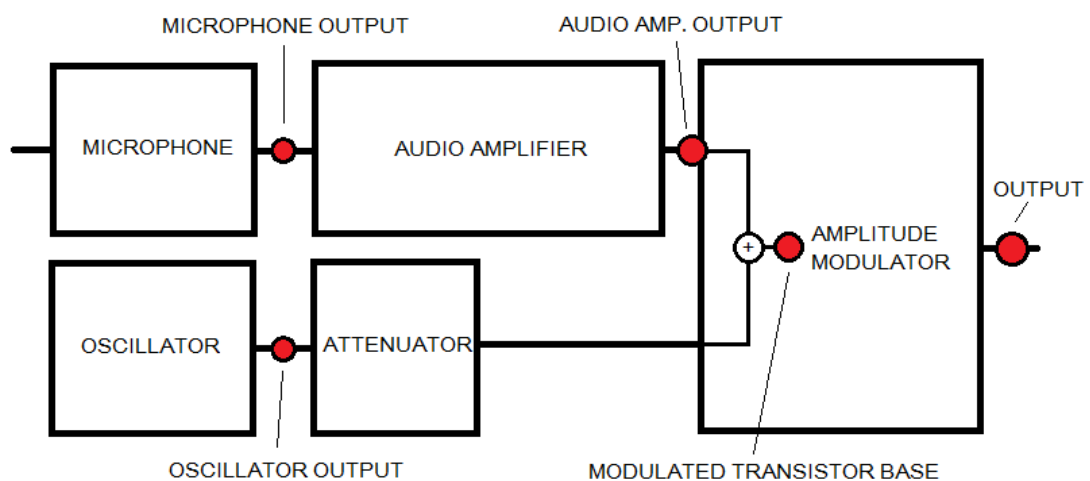 MICROPHONE OUTPUT
AUDIO AMP. OUTPUT
MICROPHONE
AUDIO AMPLIFIER
OUTPUT
+
AMPLITUDE
MODULATOR
OSCILLATOR
ATTENUATOR
OSCILLATOR OUTPUT
MODULATED TRANSISTOR BASE